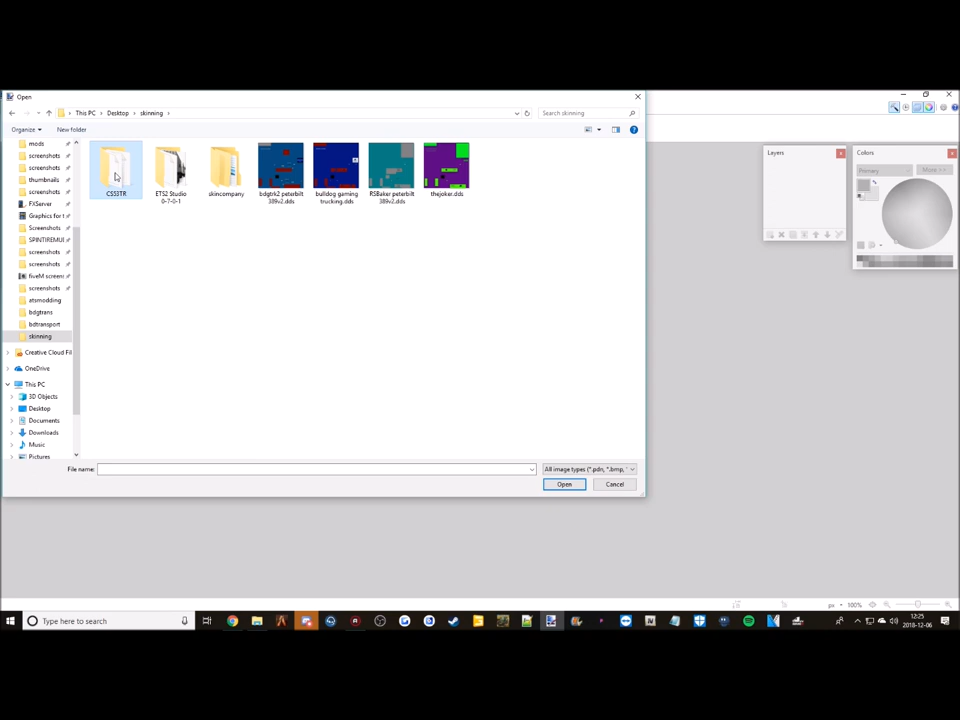 Open
This PC > Desktop > skinning >
Search skinning
Organize
New folder
mods
screenshots
screenshots
thumbnails
screenshots
FXServer
Graphics for t
Screenshots
SPINTIREMUI
screenshots
screenshots
fiveM screens
screenshots
atsmodding
bdgtrans
bdtransport
skinning
Creative Cloud Fil
OneDrive
This PC
3D Objects
Desktop
Documents
Downloads
Music
Pictures
CSSSTR
ETS2 Studio
0-7-0-1
skincompany
bdgtrk2 peterbilt
389v2.dds
bulldog gaming
trucking.dds
RSBaker peterbilt
389v2.dds
thejoker.dds
File name:
All image types (*.pdn, *.bmp, *
Open
Cancel
Layers
Colors
Primary
More >>
px
100%
Type here to search
12:25
2018-12-06